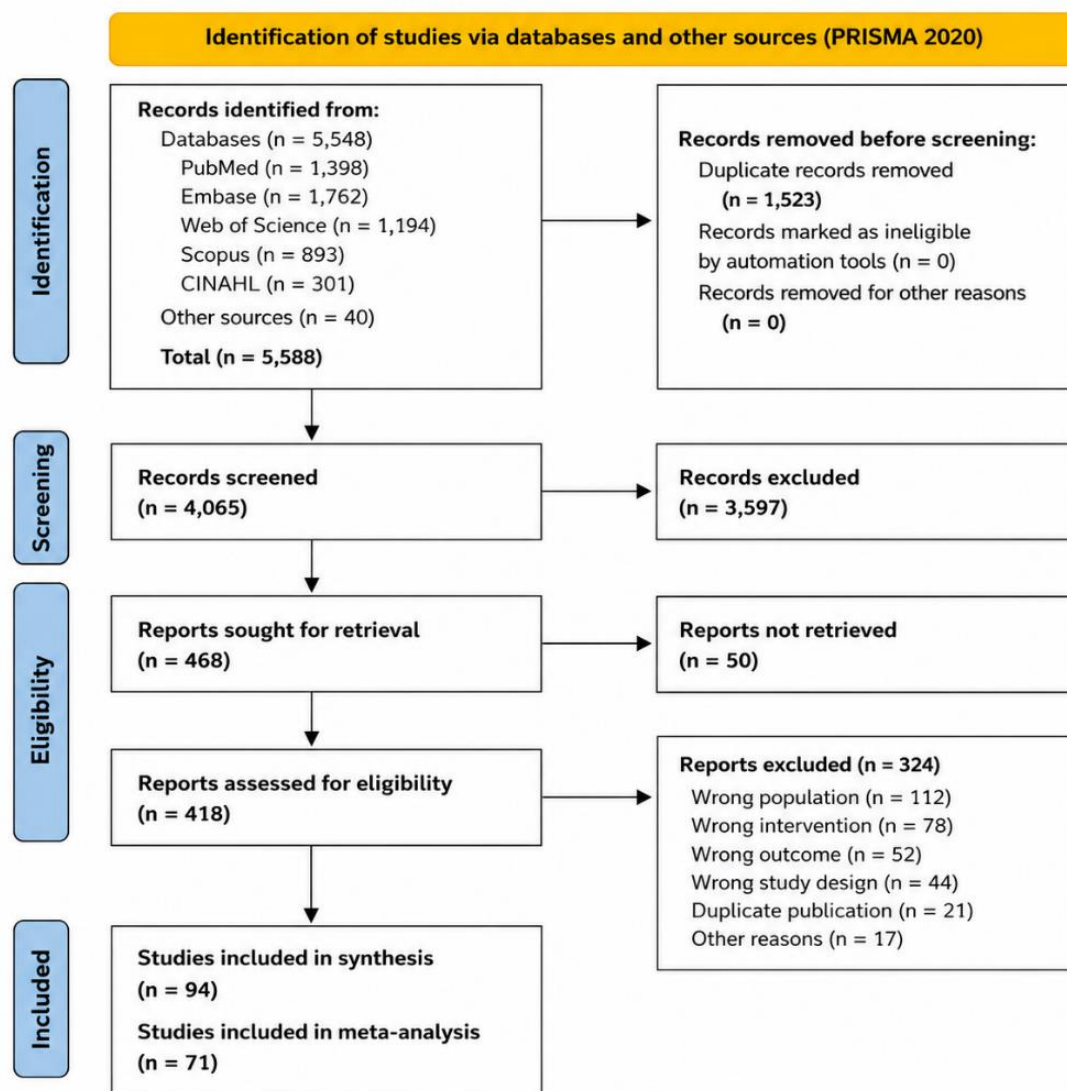 Identification of studies via databases and other sources (PRISMA 2020)
Identification
Records identified from:
Databases (n = 5,548)
PubMed (n = 1,398)
Embase (n = 1,762)
Web of Science (n = 1,194)
Scopus (n = 893)
CINAHL (n = 301)
Other sources (n = 40)
Total (n = 5,588)
Records removed before screening:
Duplicate records removed
(n = 1,523)
Records marked as ineligible
by automation tools (n = 0)
Records removed for other reasons
(n = 0)
Screening
Records screened
(n = 4,065)
Records excluded
(n = 3,597)
Eligibility
Reports sought for retrieval
(n = 468)
Reports not retrieved
(n = 50)
Reports assessed for eligibility
(n = 418)
Reports excluded (n = 324)
Wrong population (n = 112)
Wrong intervention (n = 78)
Wrong outcome (n = 52)
Wrong study design (n = 44)
Duplicate publication (n = 21)
Other reasons (n = 17)
Included
Studies included in synthesis
(n = 94)
Studies included in meta-analysis
(n = 71)